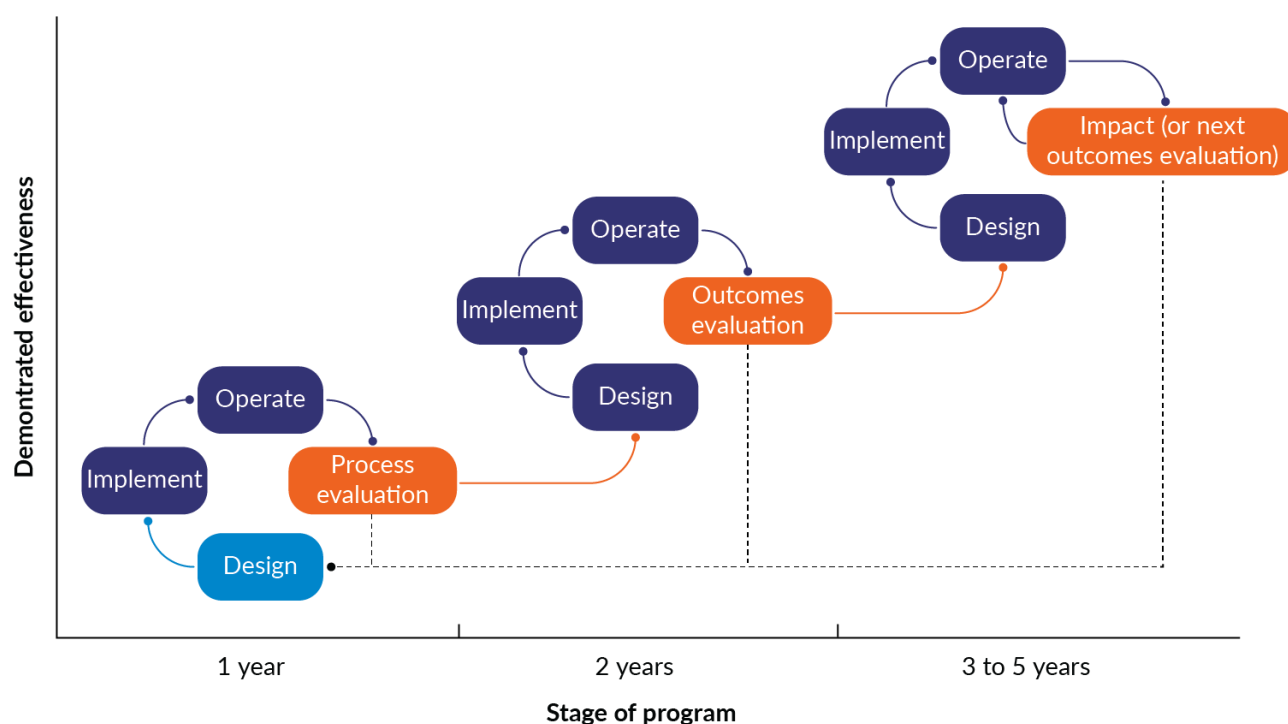 Demontrated effectiveness
Operate
Implement
Impact (or next
outcomes evaluation)
Design
Operate
Implement
Outcomes
evaluation
Design
Operate
Implement
Process
evaluation
Design
1 year
2 years
3 to 5 years
Stage of program